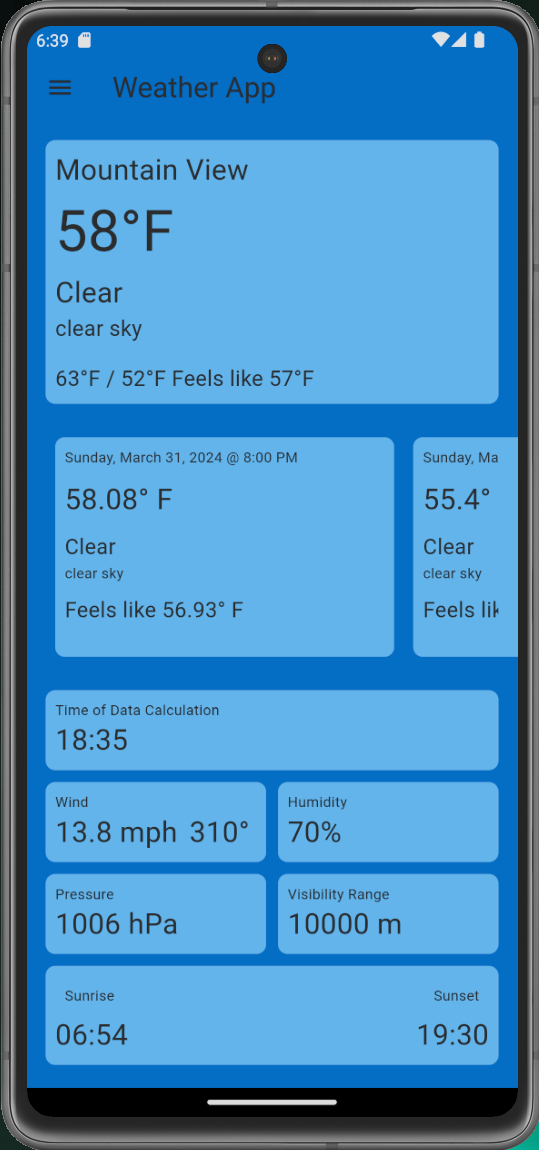 6:39
Weather App
Mountain View
58°F
Clear
clear sky
63°F / 52°F Feels like 57°F
Sunday, March 31, 2024 @ 8:00 PM
58.08° F
Clear
clear sky
Feels like 56.93° F
Sunday, Ma
55.4°
Clear
clear sky
Feels lik
Time of Data Calculation
18:35
Wind
13.8 mph 310°
Humidity
70%
Pressure
1006 hPa
Visibility Range
10000 m
Sunrise
06:54
Sunset
19:30